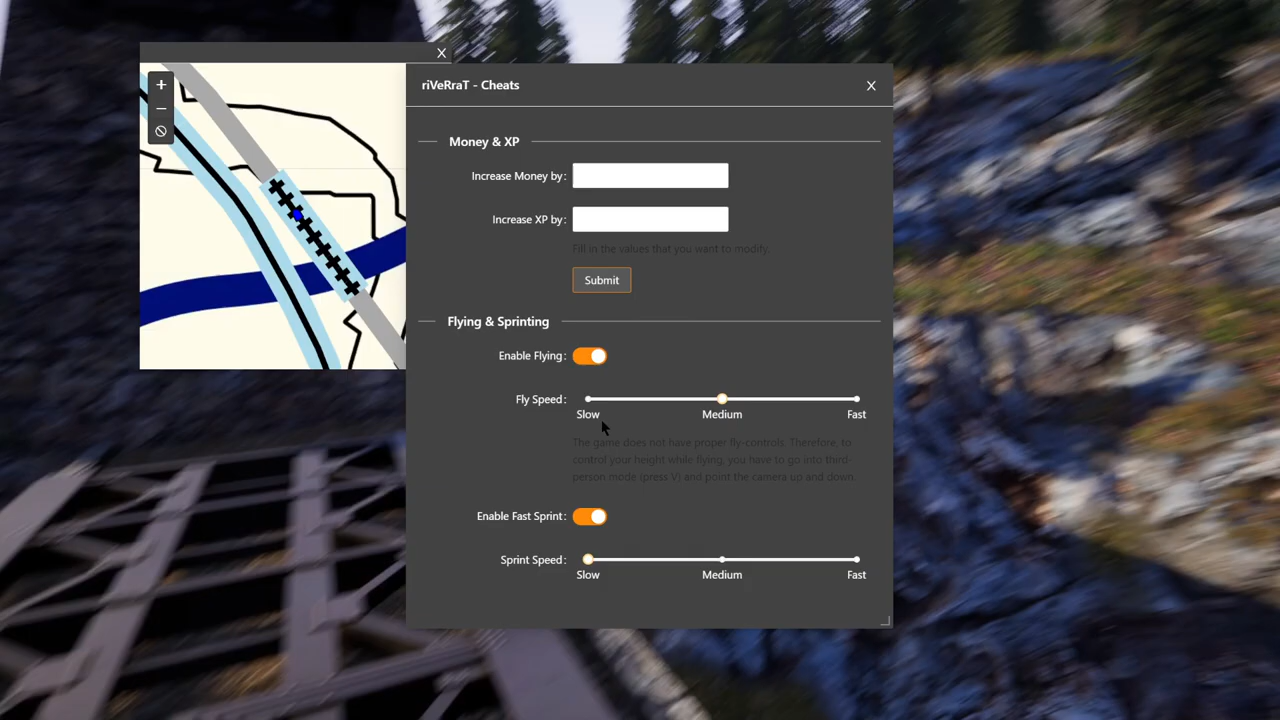 riVeRraT - Cheats
Money & XP
Increase Money by:
Increase XP by:
Fill in the values that you want to modify.
Submit
Flying & Sprinting
Enable Flying:
Fly Speed:
Slow Medium Fast
The game does not have proper fly-controls. Therefore, to
control your height while flying, you have to go into third-
person mode (press V) and point the camera up and down.
Enable Fast Sprint:
Sprint Speed:
Slow Medium Fast